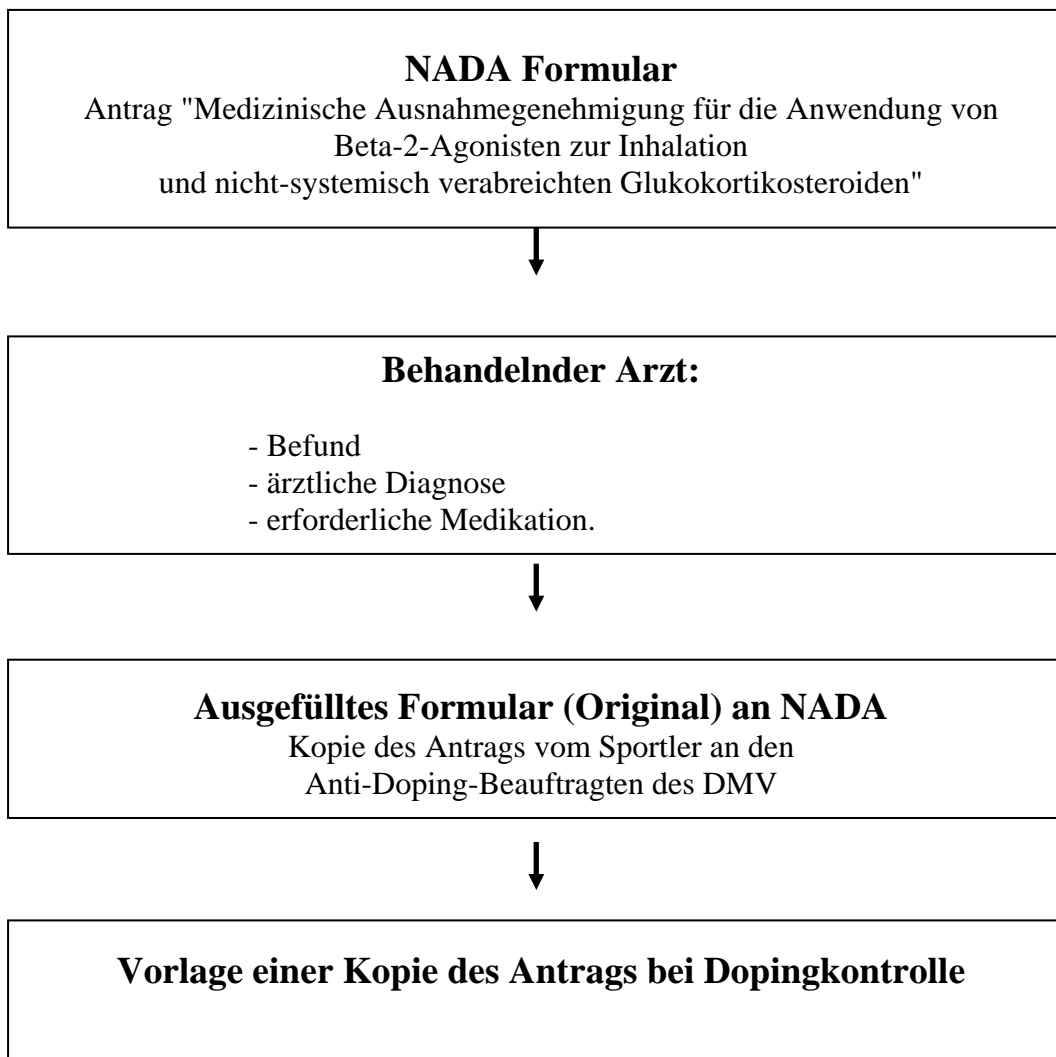 NADA Formular
Antrag "Medizinische Ausnahmegenehmigung für die Anwendung von
Beta-2-Agonisten zur Inhalation
und nicht-systemisch verabreichten Glukokortikosteroiden"
Behandelnder Arzt:
- Befund
- ärztliche Diagnose
- erforderliche Medikation.
Ausgefülltes Formular (Original) an NADA
Kopie des Antrags vom Sportler an den
Anti-Doping-Beauftragten des DMV
Vorlage einer Kopie des Antrags bei Dopingkontrolle